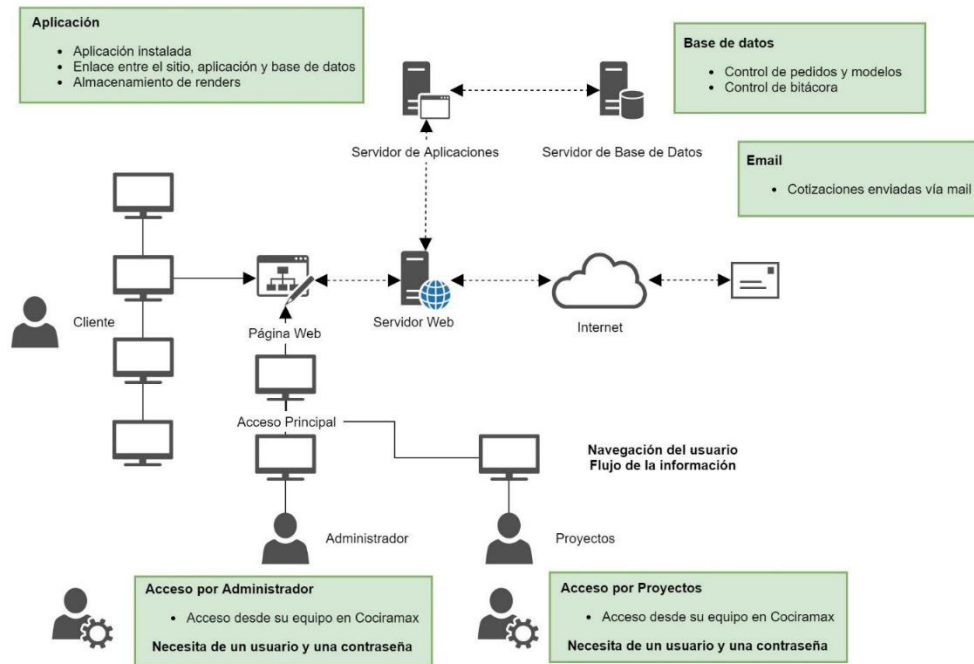 Aplicación
Aplicación instalada
Enlace entre el sitio, aplicación y base de datos
Almacenamiento de renders
Base de datos
Control de pedidos y modelos
Control de bitácora
Servidor de Aplicaciones
Servidor de Base de Datos
Email
Cotizaciones enviadas vía mail
Cliente
Página Web
Servidor Web
Internet
Acceso Principal
Navegación del usuario
Flujo de la información
Administrador
Proyectos
Acceso por Administrador
Acceso desde su equipo en Cociramax
Necesita de un usuario y una contraseña
Acceso por Proyectos
Acceso desde su equipo en Cociramax
Necesita de un usuario y una contraseña